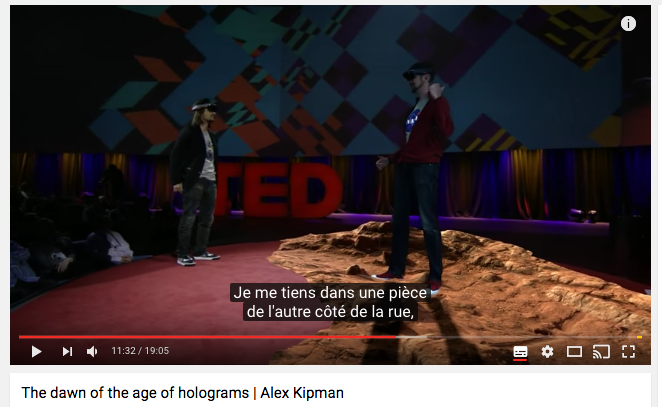 TED
Je me tiens dans une pièce
de l'autre côté de la rue,
11:32 / 19:05
The dawn of the age of holograms | Alex Kipman